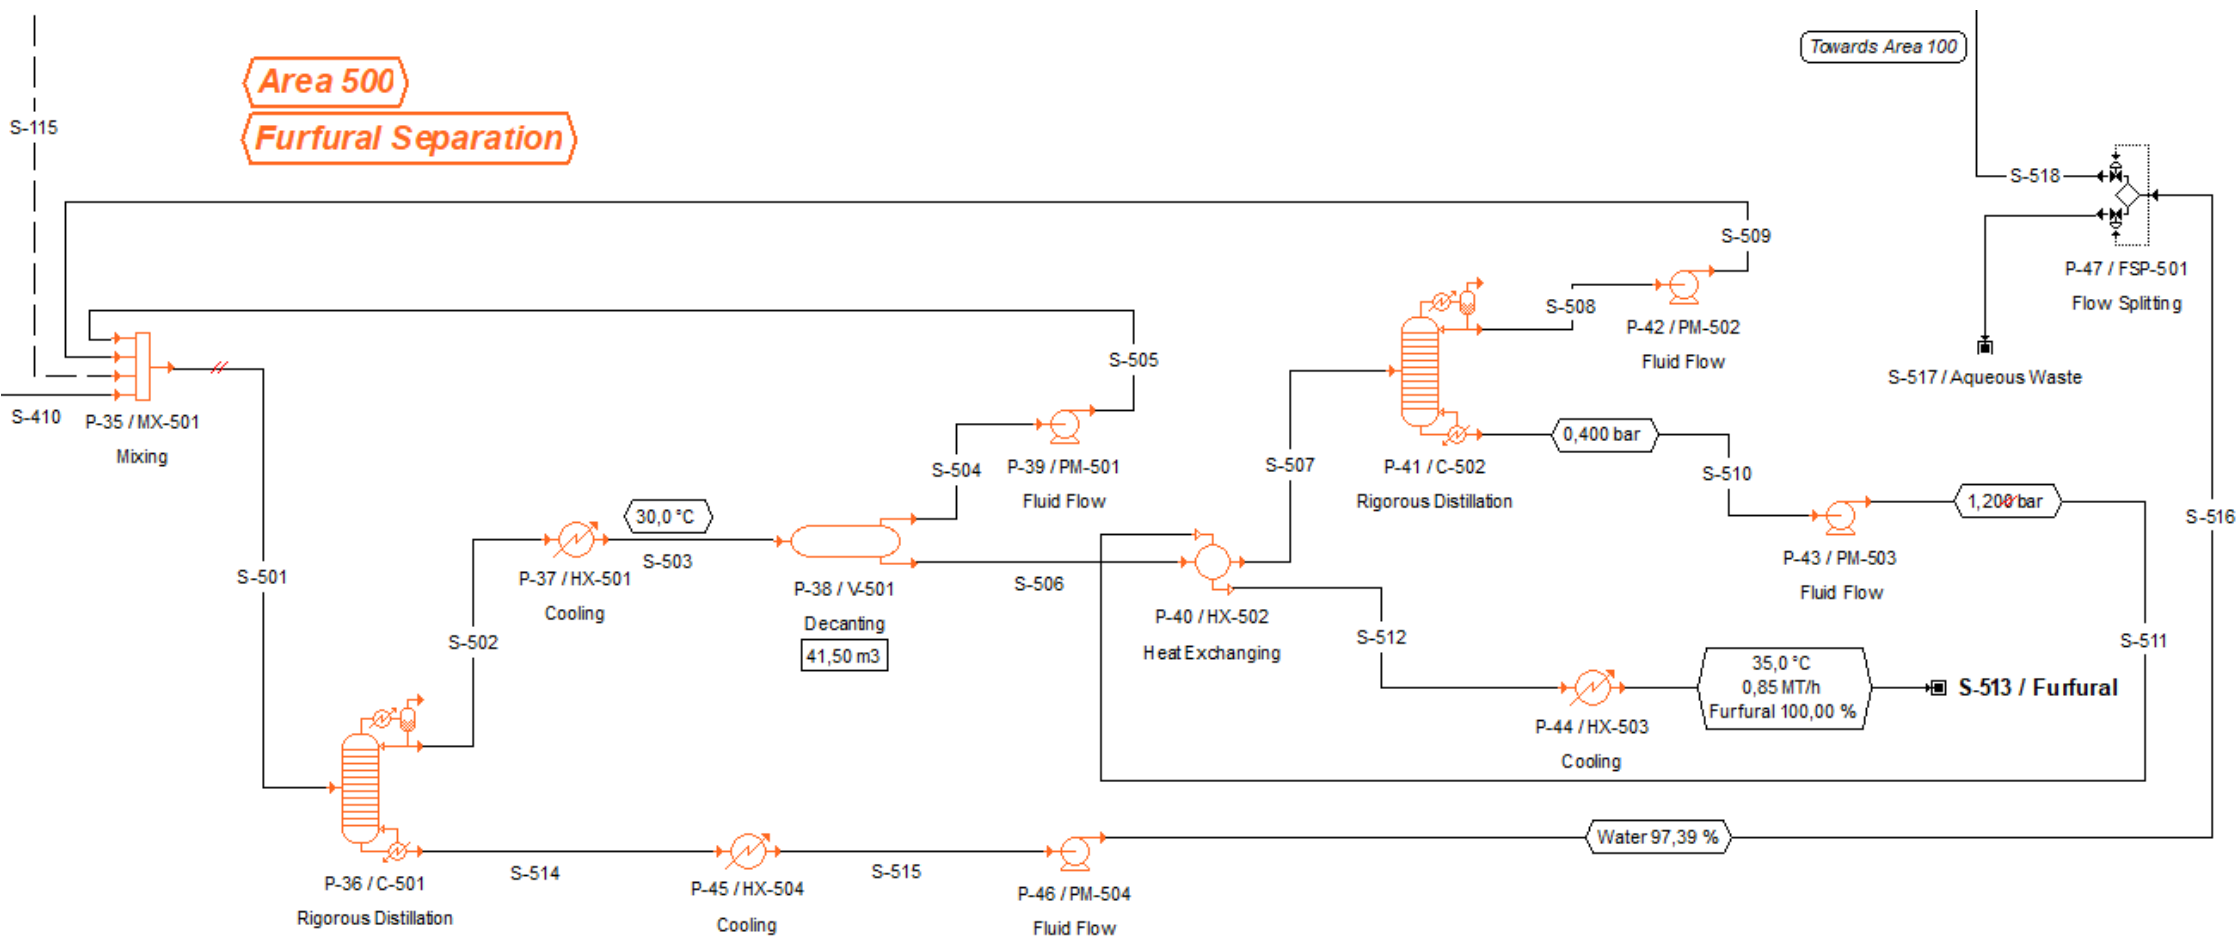 Towards Area 100
Area 500
Furfural Separation
S-115
S-518
S-509
P-47 / FSP-501
Flow Splitting
S-508
P-42 / PM-502
Fluid Flow
S-505
S-517 / Aqueous Waste
S-410
P-35 / MX-501
Mixing
0,400 bar
S-504
P-39 / PM-501
Fluid Flow
S-507
P-41 / C-502
Rigorous Distillation
S-510
1,200 bar
S-516
30,0 °C
S-503
P-37 / HX-501
Cooling
S-501
P-38 / V-501
Decanting
41,50 m3
S-506
P-43 / PM-503
Fluid Flow
P-40 / HX-502
Heat Exchanging
S-502
S-512
S-511
35,0 °C
0,85 MT/h
Furfural 100,00 %
S-513 / Furfural
P-44 / HX-503
Cooling
Water 97,39 %
S-514
S-515
P-36 / C-501
Rigorous Distillation
P-45 / HX-504
Cooling
P-46 / PM-504
Fluid Flow